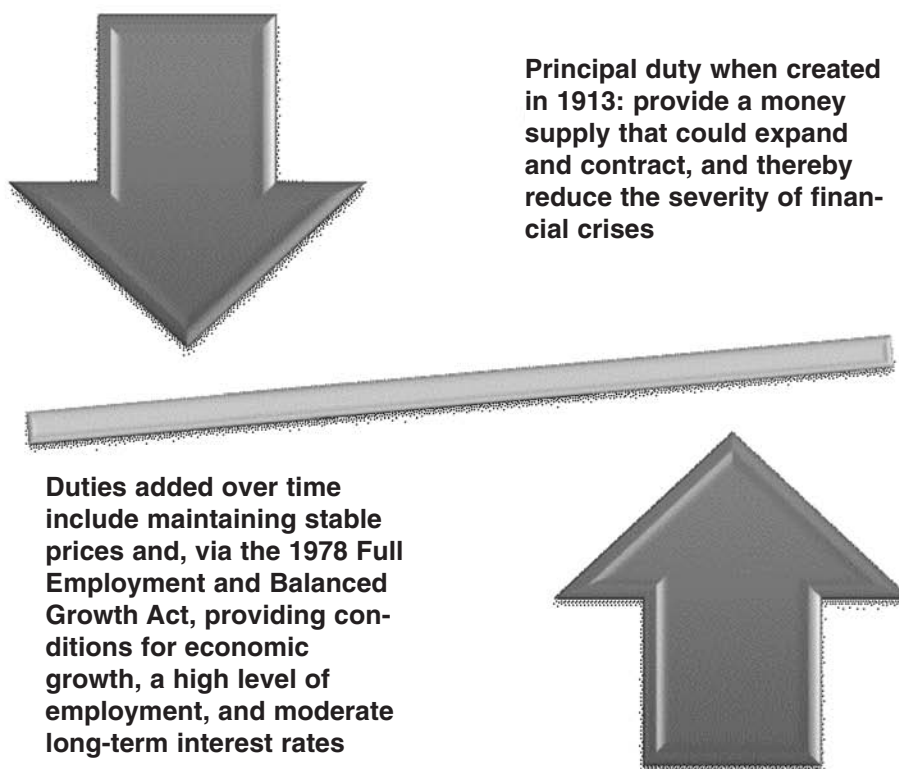 Principal duty when created
in 1913: provide a money
supply that could expand
and contract, and thereby
reduce the severity of finan-
cial crises
Duties added over time
include maintaining stable
prices and, via the 1978 Full
Employment and Balanced
Growth Act, providing con-
ditions for economic
growth, a high level of
employment, and moderate
long-term interest rates